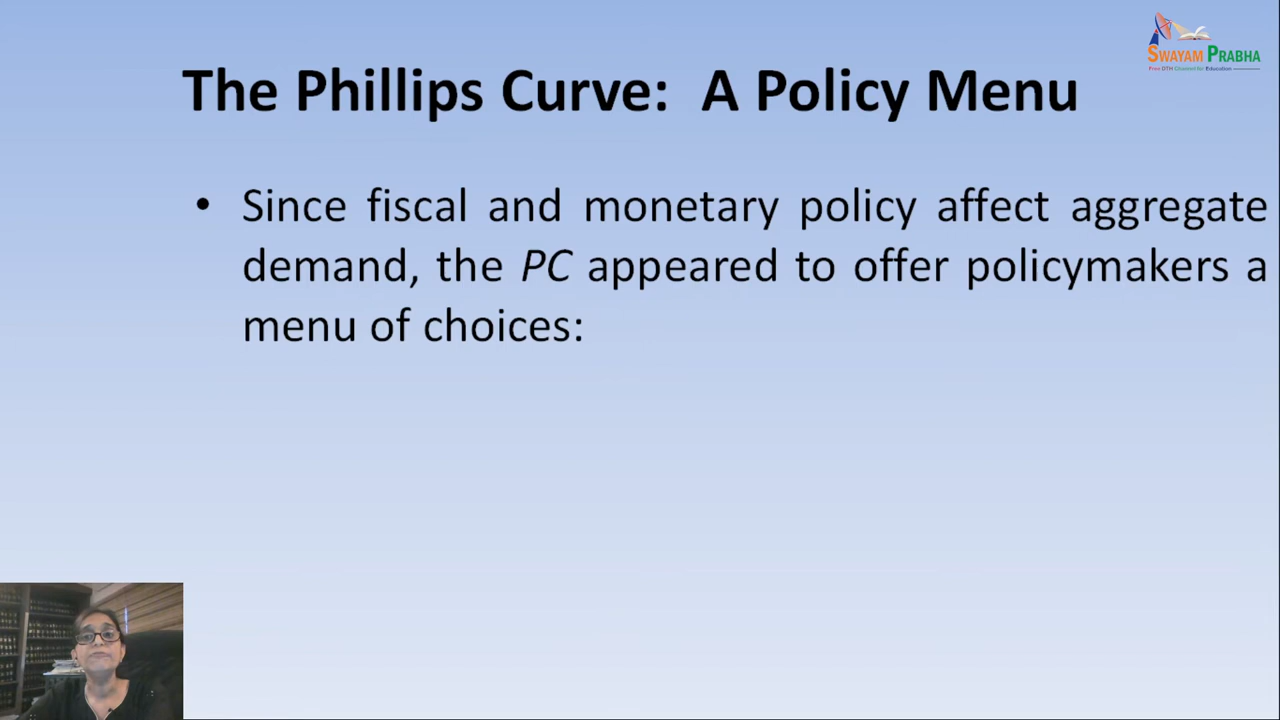 SWAYAM PRABHA
Free DTH Channel for Education
The Phillips Curve: A Policy Menu
• Since fiscal and monetary policy affect aggregate
demand, the PC appeared to offer policymakers a
menu of choices: